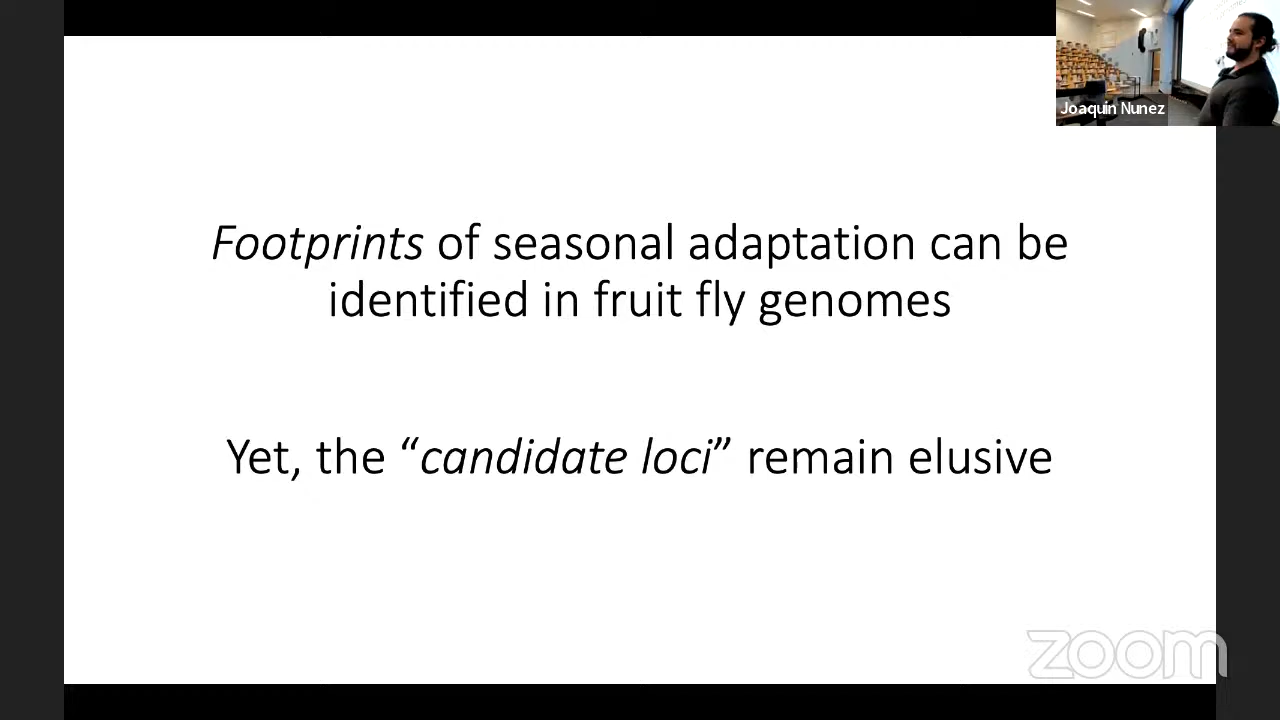 Joaquin Nunez
Footprints of seasonal adaptation can be
identified in fruit fly genomes
Yet, the “candidate loci” remain elusive
zoom